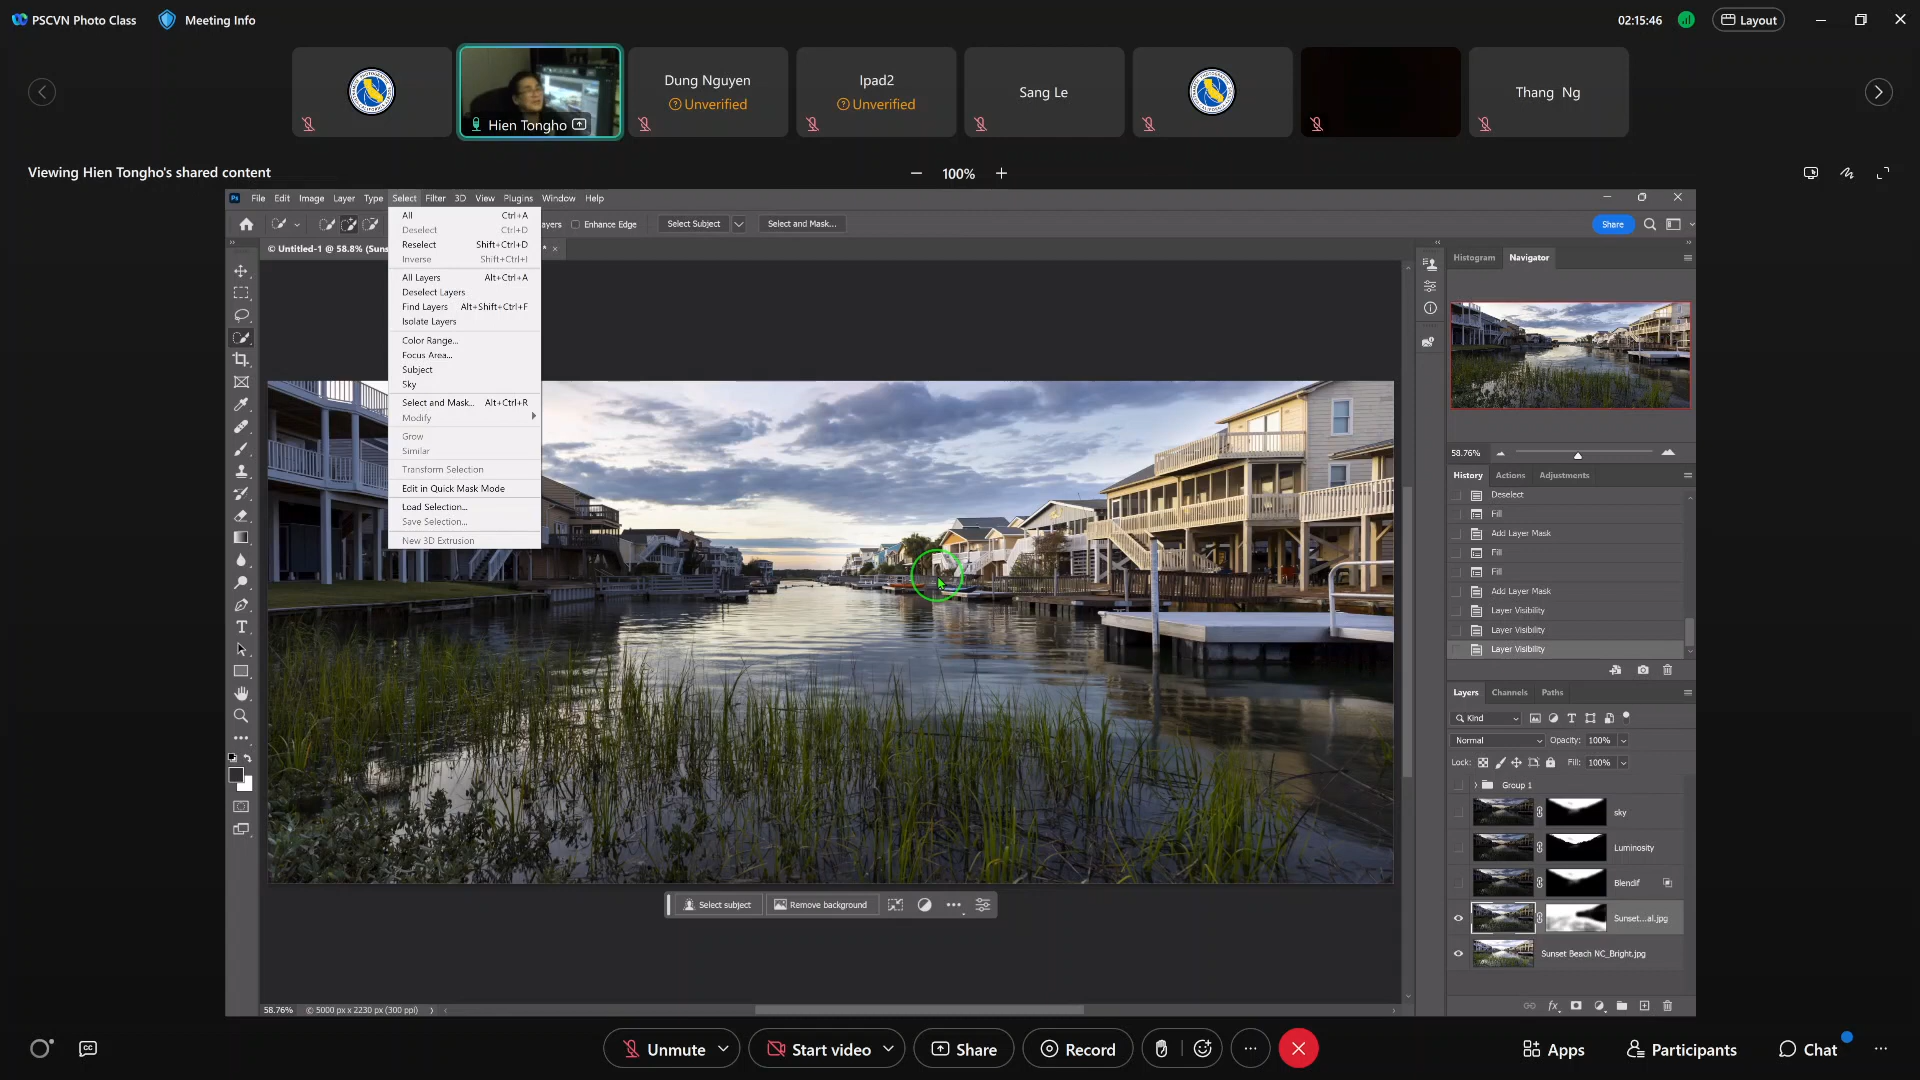 PSCVN Photo Class
Meeting Info
02:15:46
Layout
Hien Tongho
Dung Nguyen
Unverified
Ipad2
Unverified
Sang Le
Thang Ng
Viewing Hien Tongho's shared content
100%
Ps File Edit Image Layer Type Select Filter 3D View Plugins Window Help
Enhance Edge
Select Subject
Select and Mask...
Share
© Untitled-1 @ 58.8%
All Ctrl+A
Deselect Ctrl+D
Reselect Shift+Ctrl+D
Inverse Shift+Ctrl+I
All Layers Alt+Ctrl+A
Deselect Layers
Find Layers Alt+Shift+Ctrl+F
Isolate Layers
Color Range...
Focus Area...
Subject
Sky
Select and Mask... Alt+Ctrl+R
Modify
Grow
Similar
Transform Selection
Edit in Quick Mask Mode
Load Selection...
Save Selection...
New 3D Extrusion
Select subject
Remove background
58.76%
© 5000 px x 2230 px (300 ppi)
Histogram Navigator
58.76%
History Actions Adjustments
Deselect
Fill
Add Layer Mask
Fill
Fill
Add Layer Mask
Layer Visibility
Layer Visibility
Layer Visibility
Layers Channels Paths
Kind
Normal Opacity: 100%
Lock: Fill: 100%
Group 1
sky
Luminosity
Blendif
Sunset...al.jpg
Sunset Beach NC_Bright.jpg
fx
CC
Unmute
Start video
Share
Record
Apps
Participants
Chat